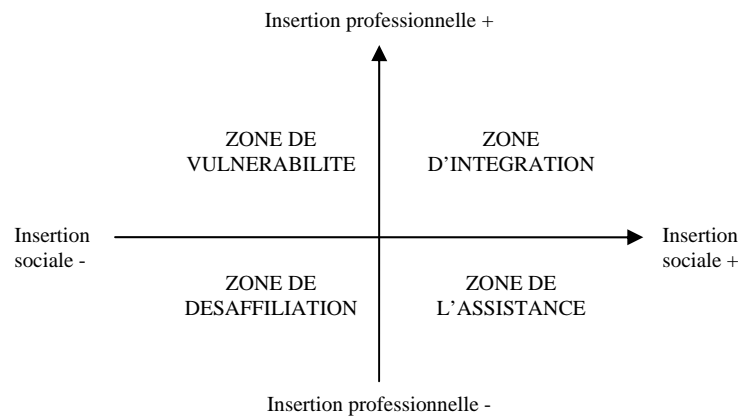 Insertion professionnelle +
ZONE DE
VULNERABILITE
ZONE
D’INTEGRATION
Insertion
sociale -
Insertion
sociale +
ZONE DE
DESAFFILIATION
ZONE DE
L’ASSISTANCE
Insertion professionnelle -